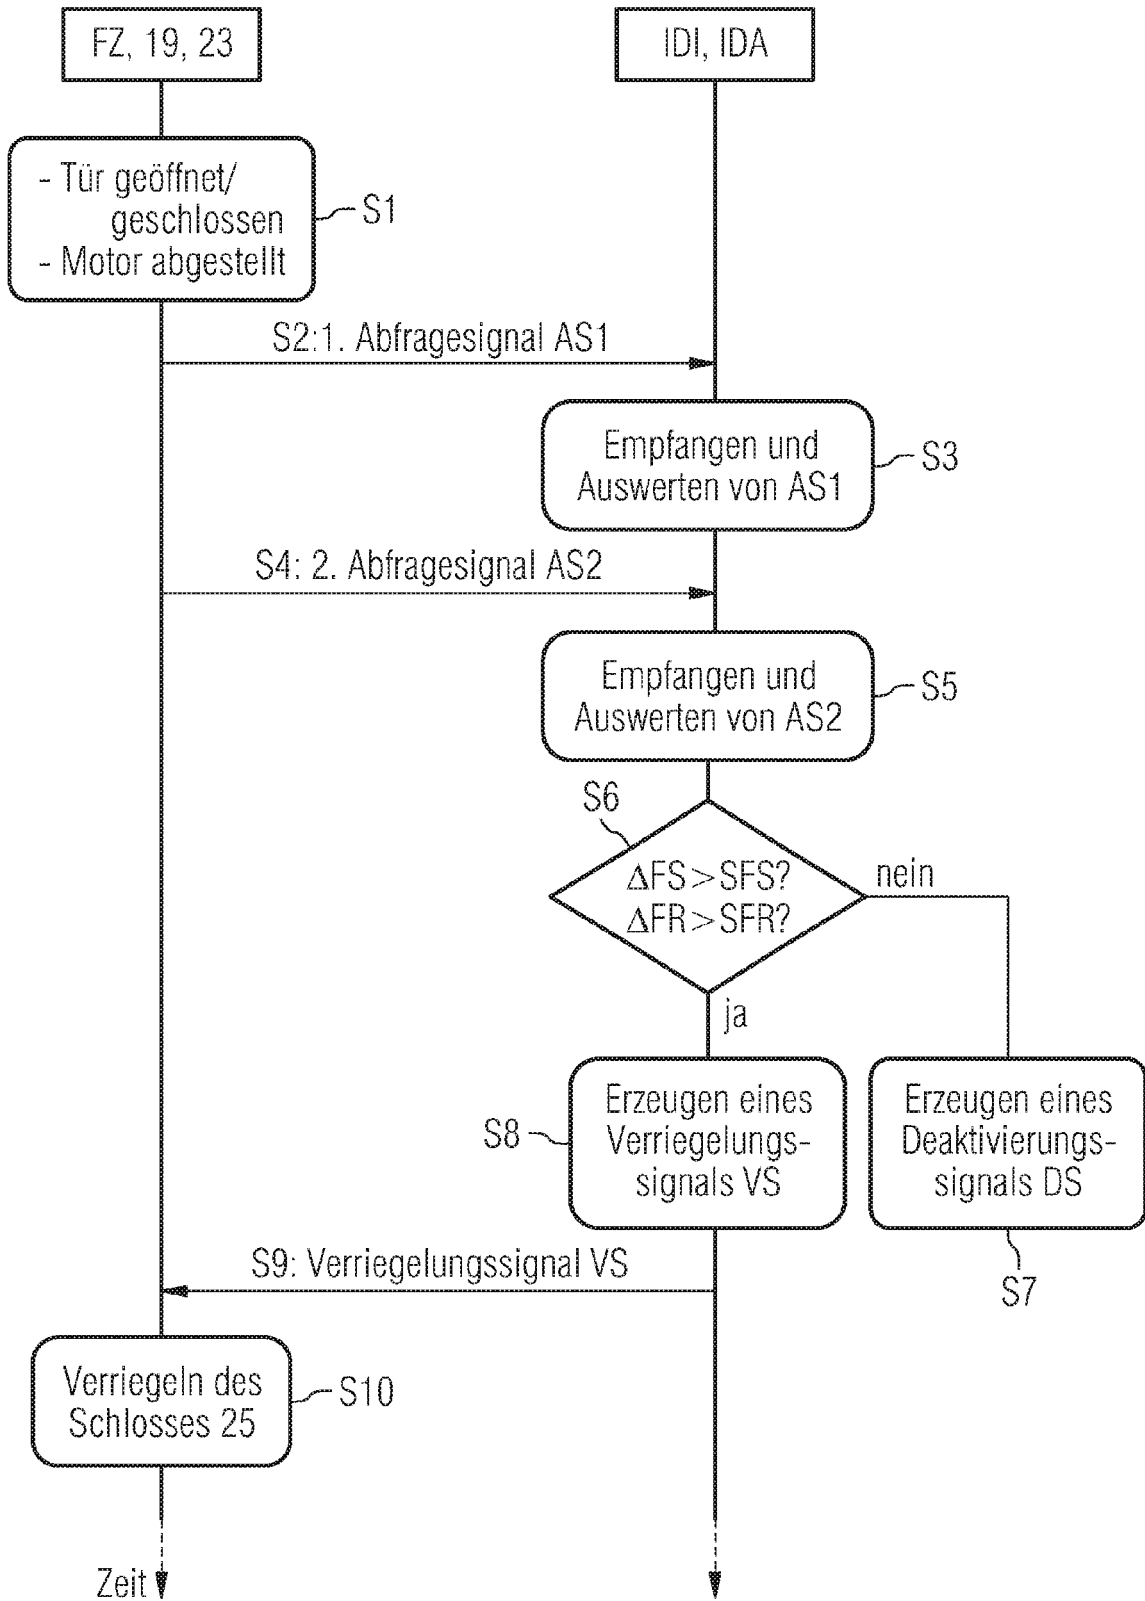 FZ, 19, 23
IDI, IDA
- Tür geöffnet/
geschlossen
- Motor abgestellt
S1
S2:1. Abfragesignal AS1
Empfangen und
Auswerten von AS1
S3
S4: 2. Abfragesignal AS2
Empfangen und
Auswerten von AS2
S5
S6
ΔFS>SFS?
ΔFR>SFR?
nein
ja
Erzeugen eines
Verriegelungs-
signals VS
S8
Erzeugen eines
Deaktivierungs-
signals DS
S7
S9: Verriegelungssignal VS
Verriegeln des
Schlosses 25
S10
Zeit